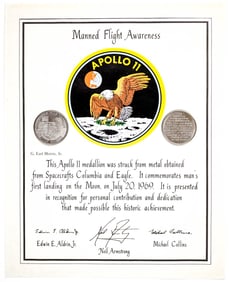 Manned Flight Awareness
APOLLO 11
This Apollo 11 medallion was struck from metal obtained
from Spacecrafts Columbia and Eagle. It commemorates man's
first landing on the Moon, on July 20, 1969. It is presented
in recognition for personal contribution and dedication
that made possible this historic achievement.
Edwin E. Aldrin, Jr.
Neil Armstrong
Michael Collins